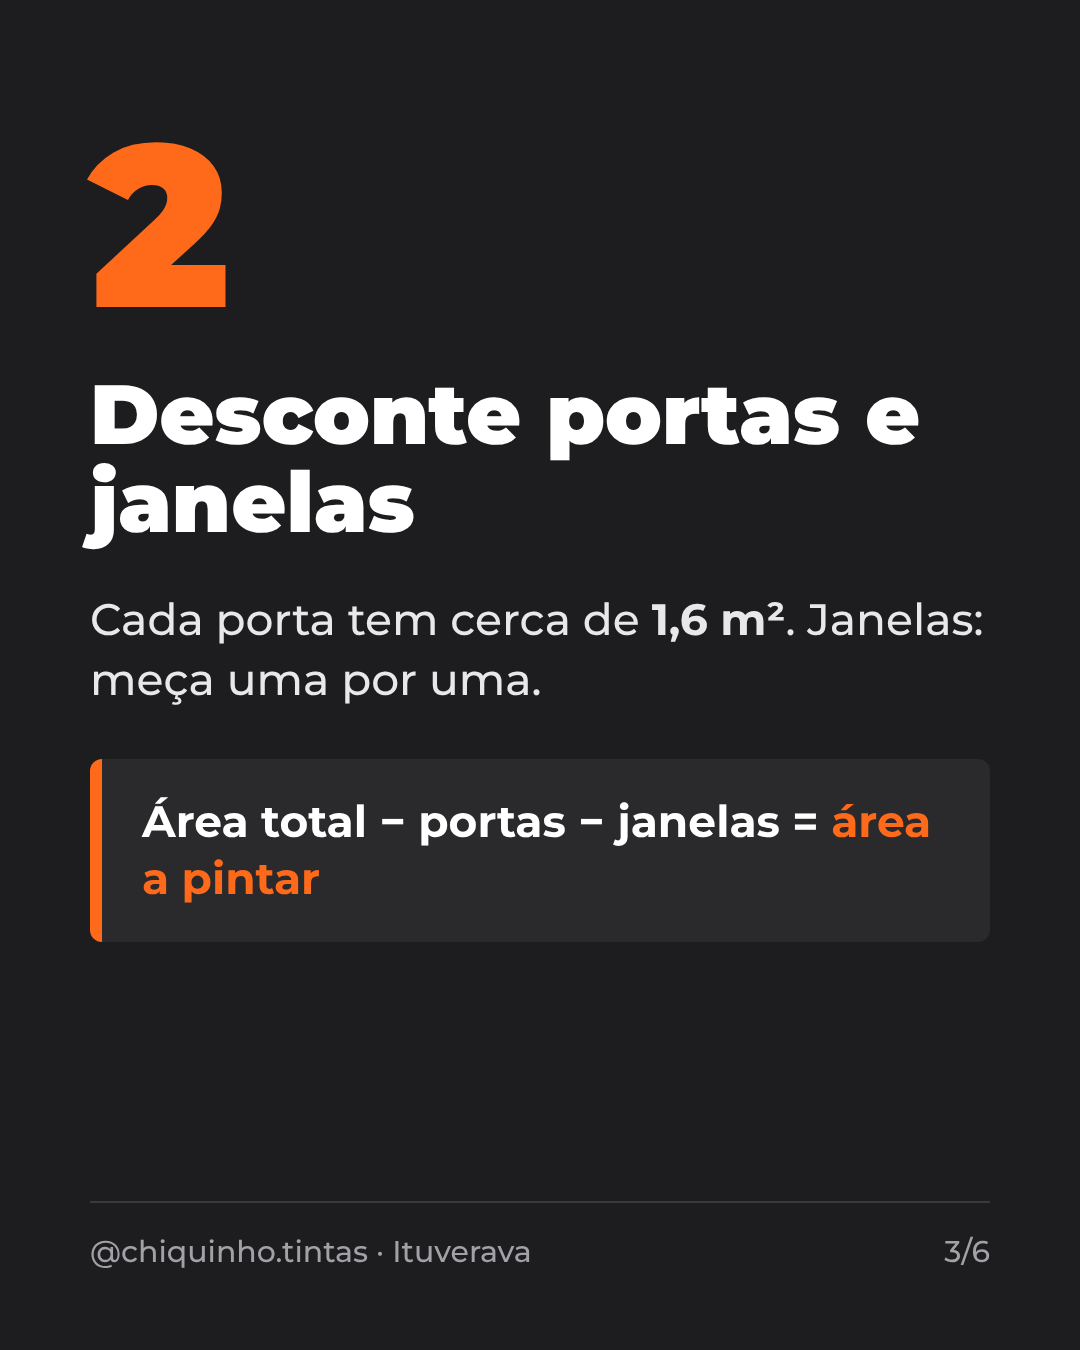 2
Desconte portas e
janelas
Cada porta tem cerca de 1,6 m². Janelas:
meça uma por uma.
Área total − portas − janelas = área
a pintar
@chiquinho.tintas · Ituverava
3/6